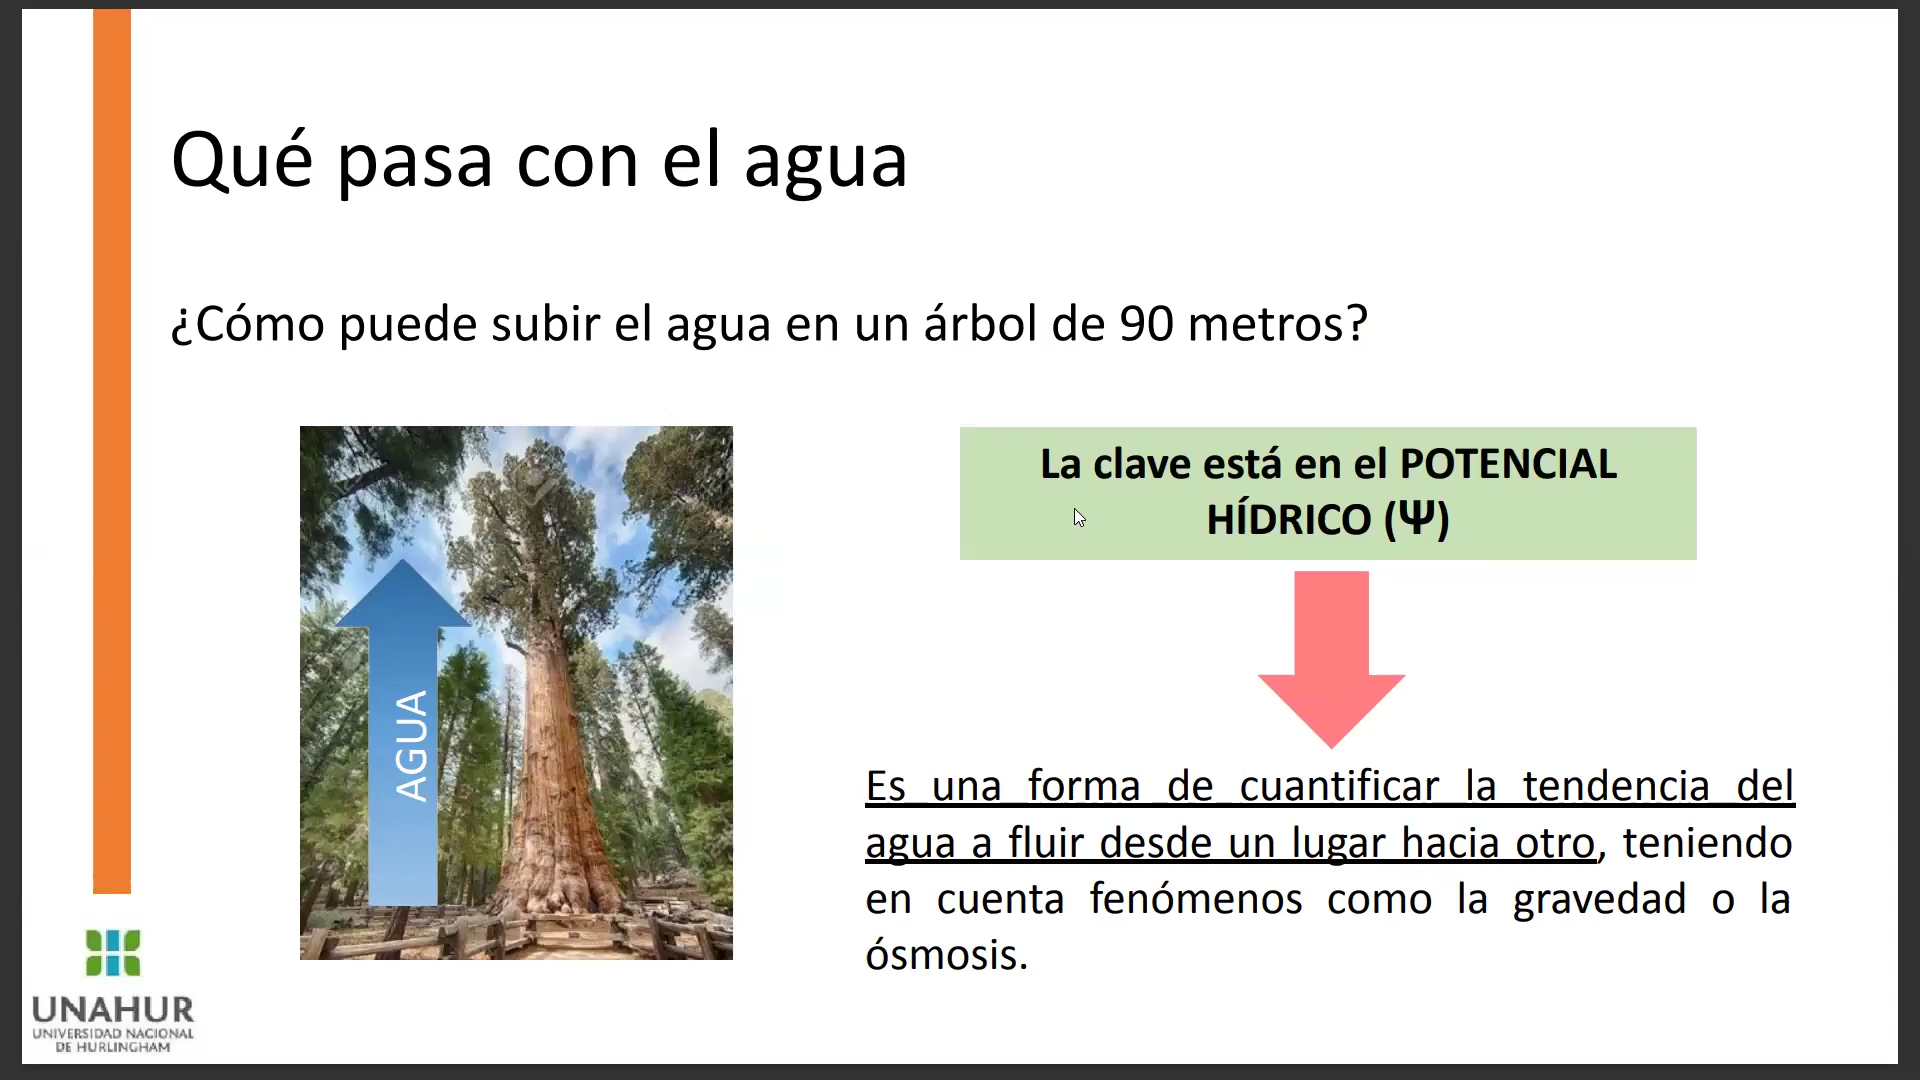 Qué pasa con el agua
¿Cómo puede subir el agua en un árbol de 90 metros?
AGUA
La clave está en el POTENCIAL
HÍDRICO (Ψ)
Es una forma de cuantificar la tendencia del
agua a fluir desde un lugar hacia otro, teniendo
en cuenta fenómenos como la gravedad o la
ósmosis.
UNAHUR
UNIVERSIDAD NACIONAL
DE HURLINGHAM